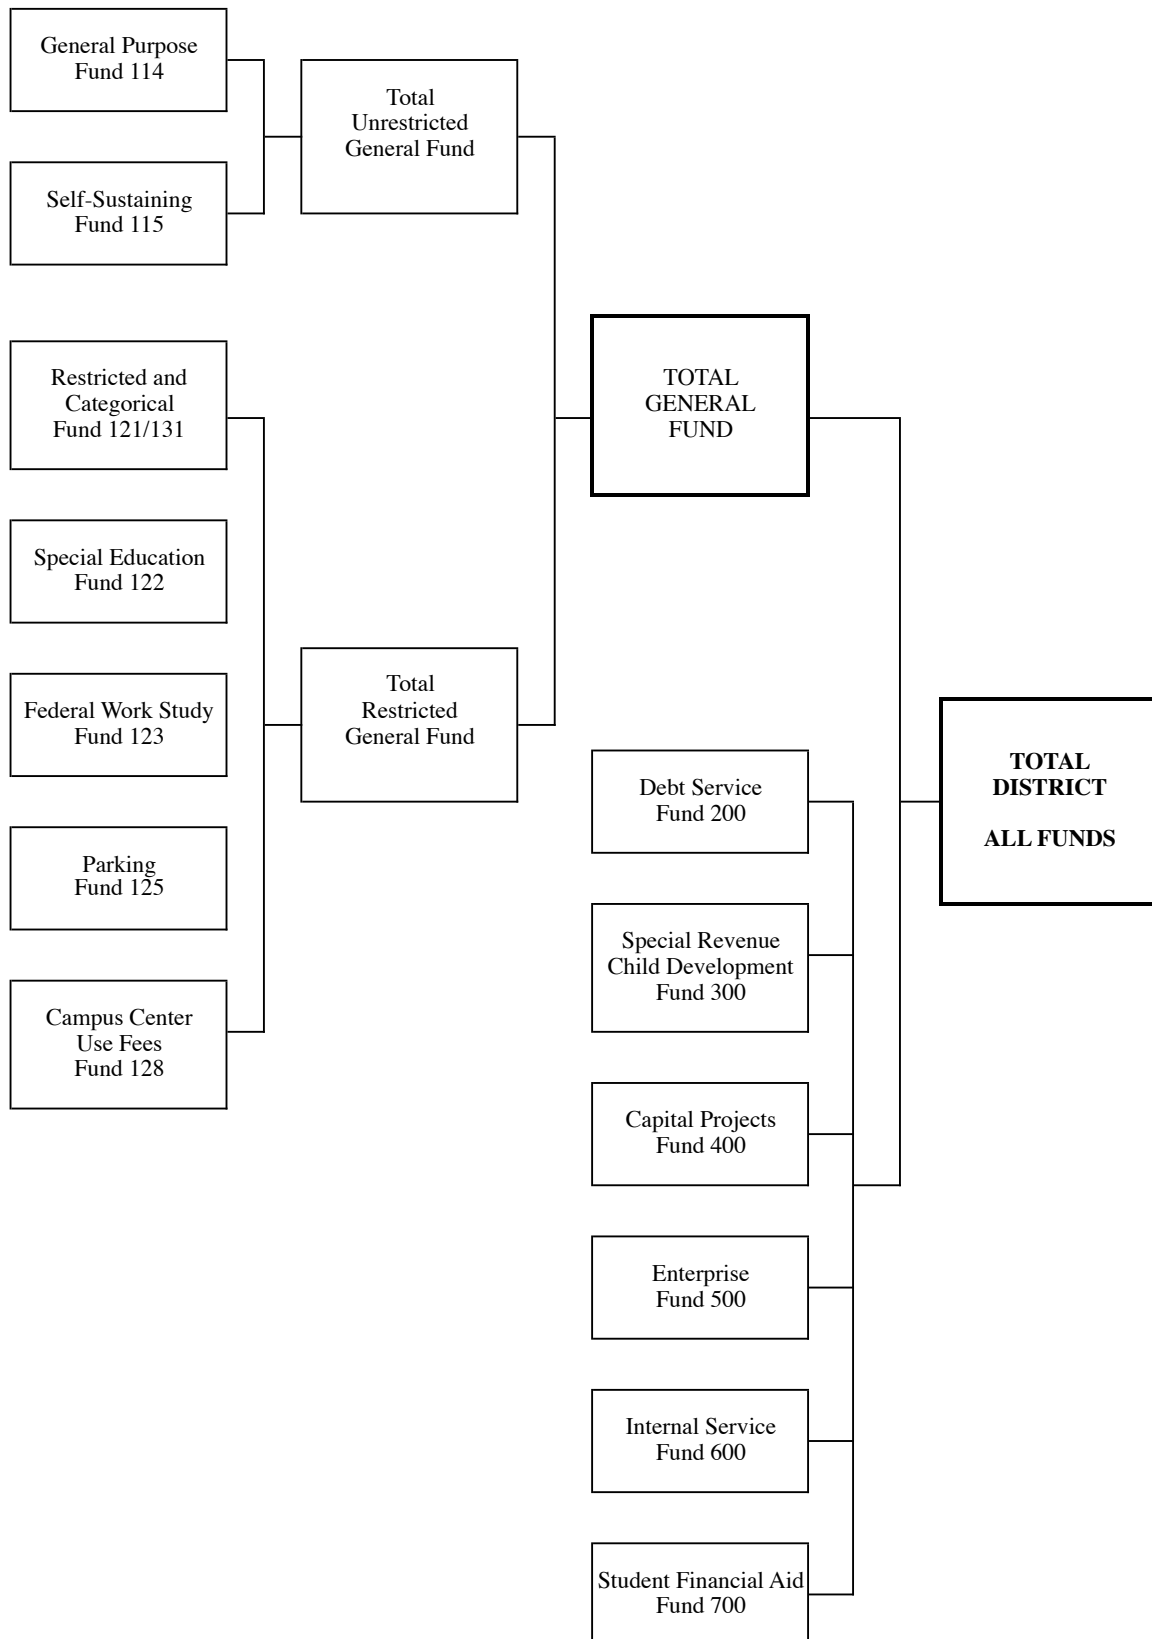 General Purpose
Fund 114
Self-Sustaining
Fund 115
Total
Unrestricted
General Fund
Restricted and
Categorical
Fund 121/131
Special Education
Fund 122
Federal Work Study
Fund 123
Parking
Fund 125
Campus Center
Use Fees
Fund 128
Total
Restricted
General Fund
TOTAL
GENERAL
FUND
Debt Service
Fund 200
Special Revenue
Child Development
Fund 300
Capital Projects
Fund 400
Enterprise
Fund 500
Internal Service
Fund 600
Student Financial Aid
Fund 700
TOTAL
DISTRICT
ALL FUNDS